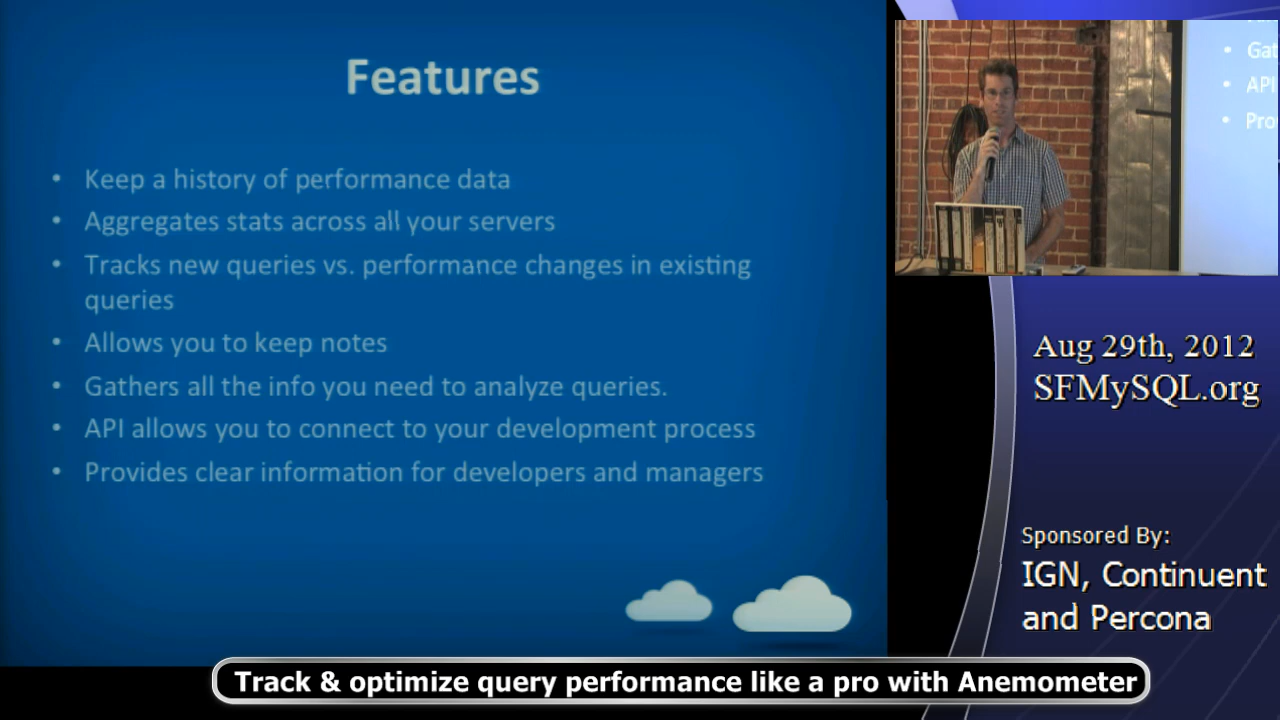 Features
• Keep a history of performance data
• Aggregates stats across all your servers
• Tracks new queries vs. performance changes in existing
queries
• Allows you to keep notes
• Gathers all the info you need to analyze queries.
• API allows you to connect to your development process
• Provides clear information for developers and managers
• Gat
• API
• Pro
Aug 29th, 2012
SFMySQL.org
Sponsored By:
IGN, Continuent
and Percona
Track & optimize query performance like a pro with Anemometer